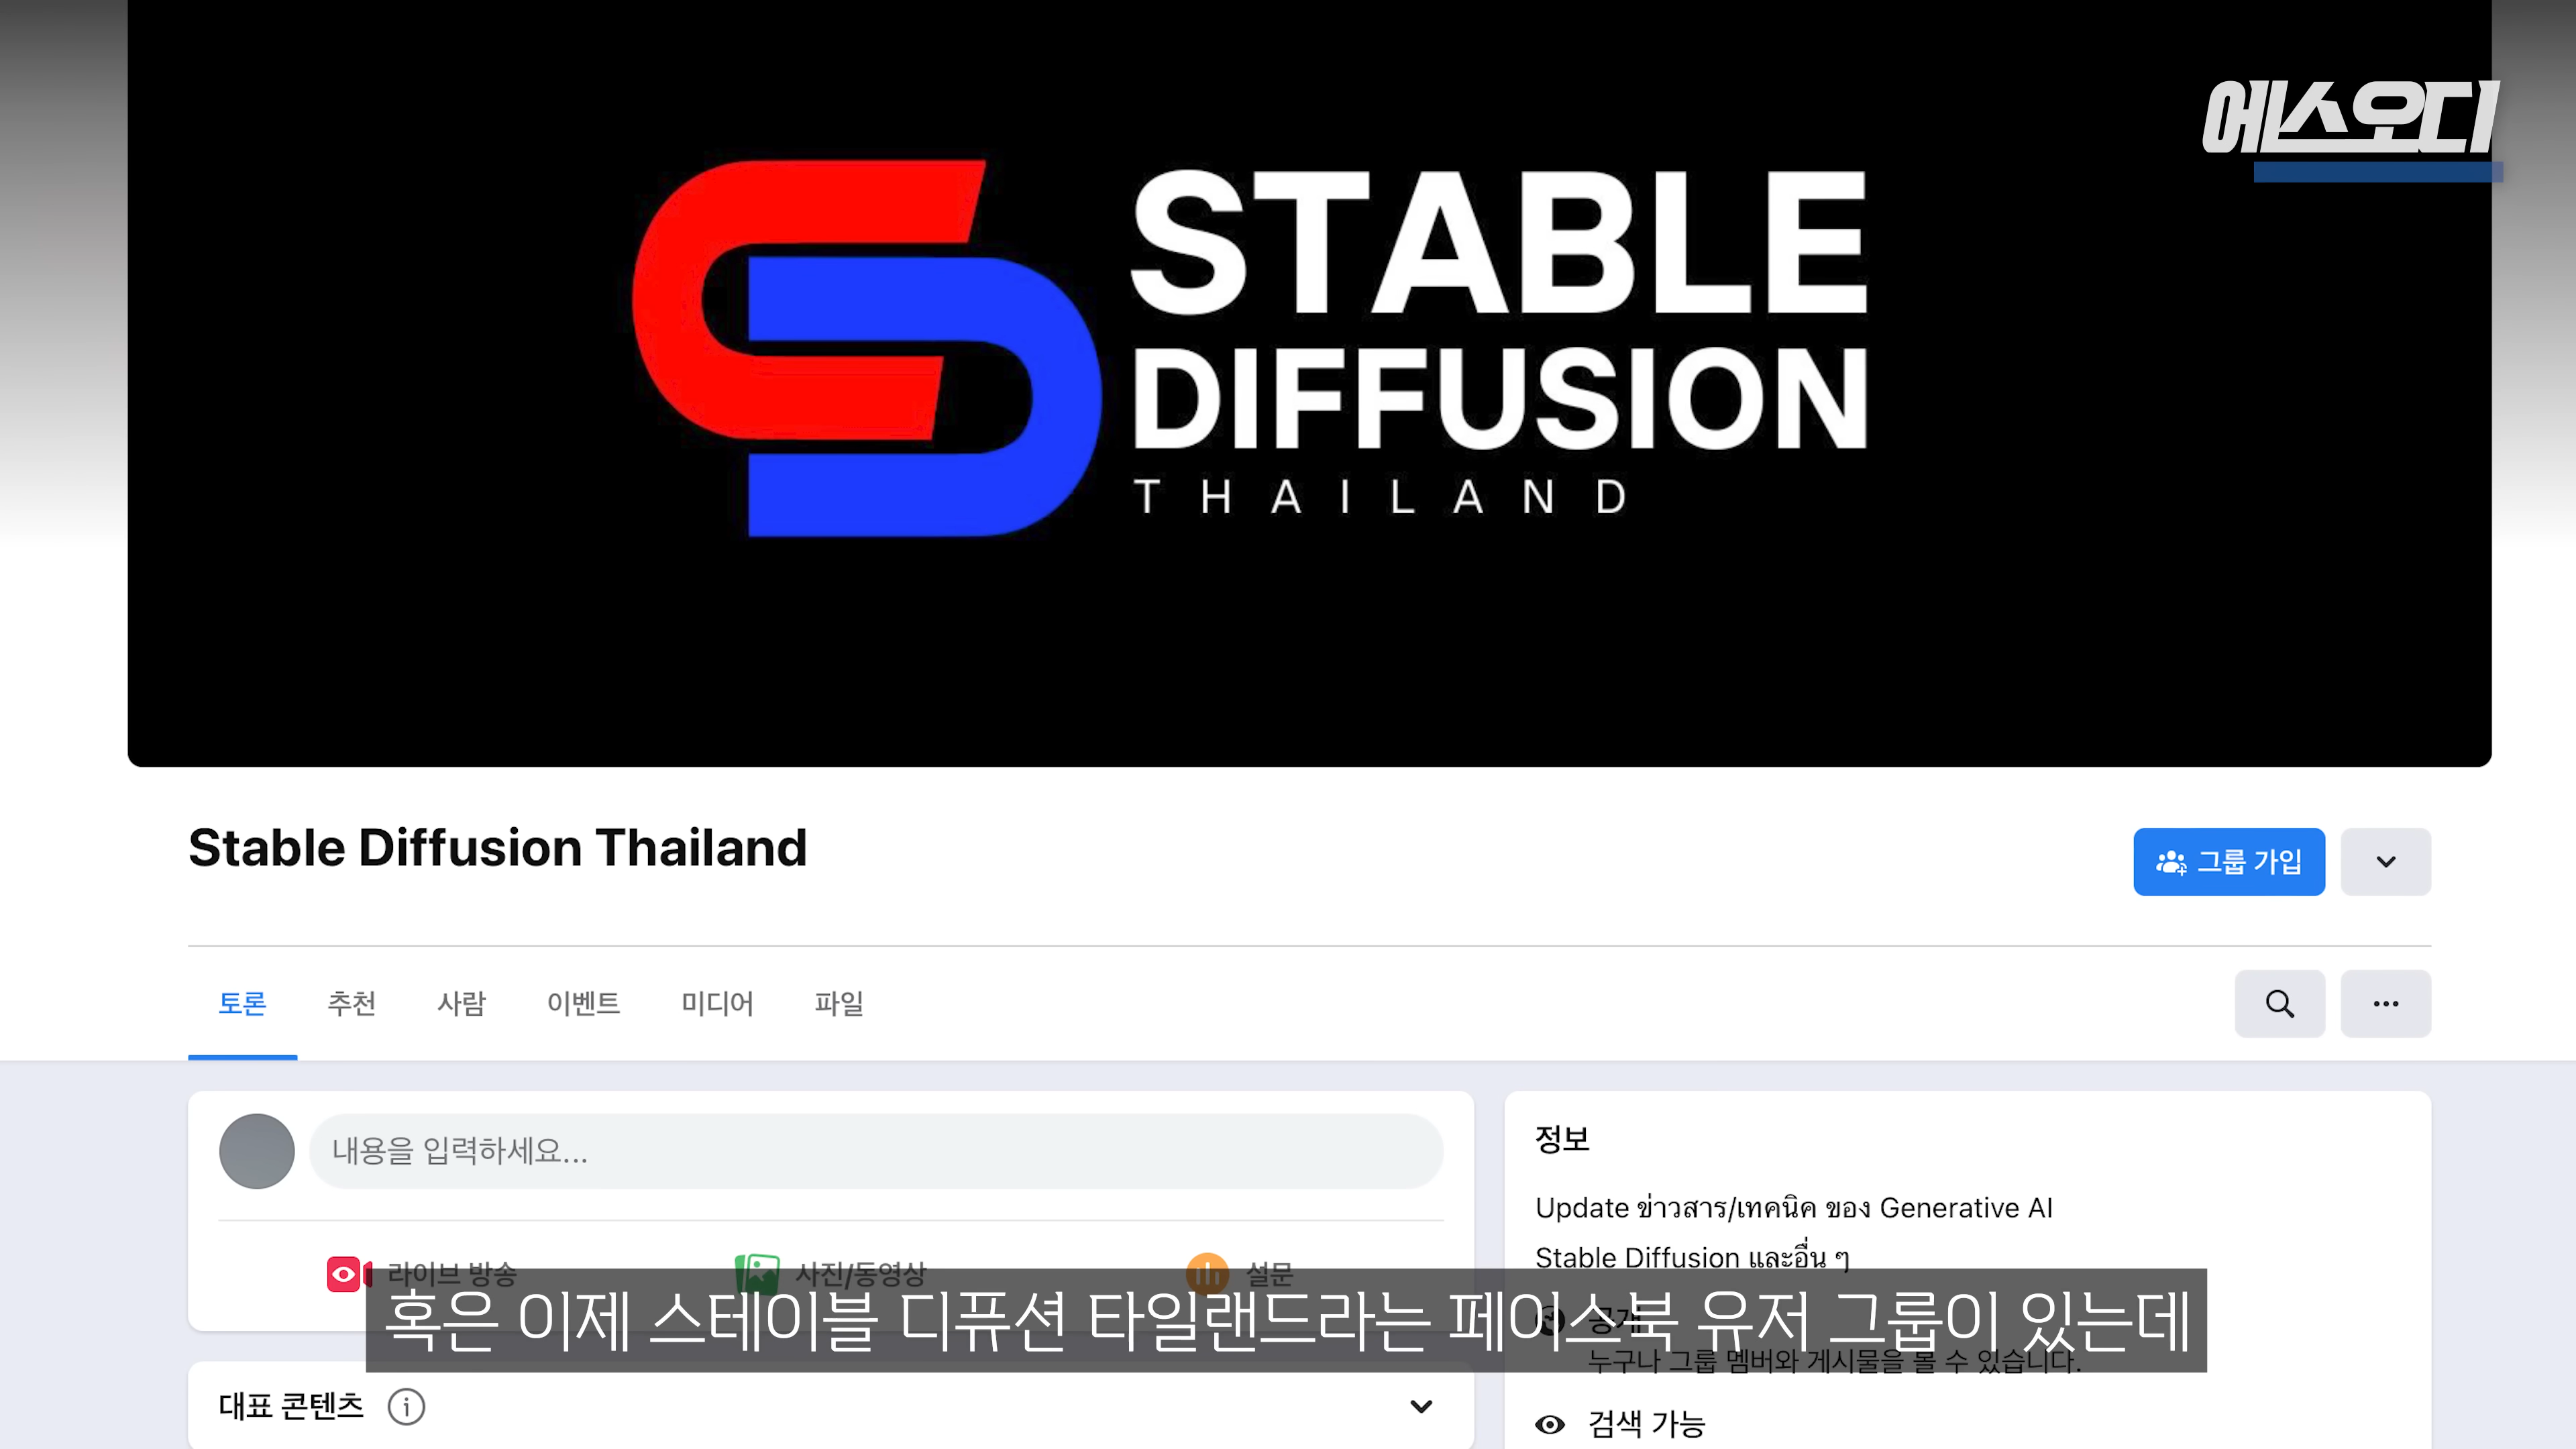 에스오디
STABLE
DIFFUSION
THAILAND
Stable Diffusion Thailand
그룹 가입
토론 추천 사람 이벤트 미디어 파일
내용을 입력하세요...
라이브 방송 사진/동영상 설문
대표 콘텐츠
정보
Update ข่าวสาร/เทคนิค ของ Generative AI
Stable Diffusion และอื่น ๆ
공개
누구나 그룹 멤버와 게시물을 볼 수 있습니다.
검색 가능
혹은 이제 스테이블 디퓨션 타일랜드라는 페이스북 유저 그룹이 있는데